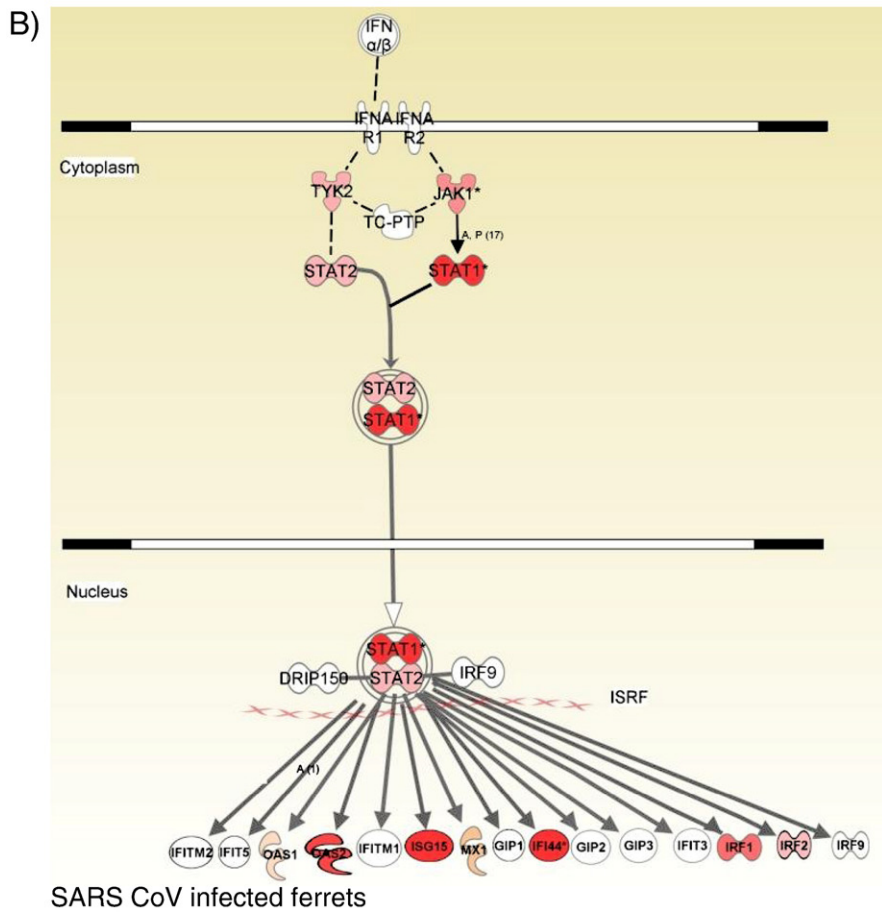 B)
IFN
α/β
IFNA IFNA
R1 R2
Cytoplasm
TYK2 JAK1*
TC-PTP
A, P (17)
STAT2 STAT1*
STAT2
STAT1*
Nucleus
STAT1*
DRIP150 STAT2 IRF9
ISRF
A (1)
IFITM2 IFIT5 OAS1 OAS2 IFITM1 ISG15 MX1 GIP1 IFI44* GIP2 GIP3 IFIT3 IRF1 IRF2 IRF9
SARS CoV infected ferrets